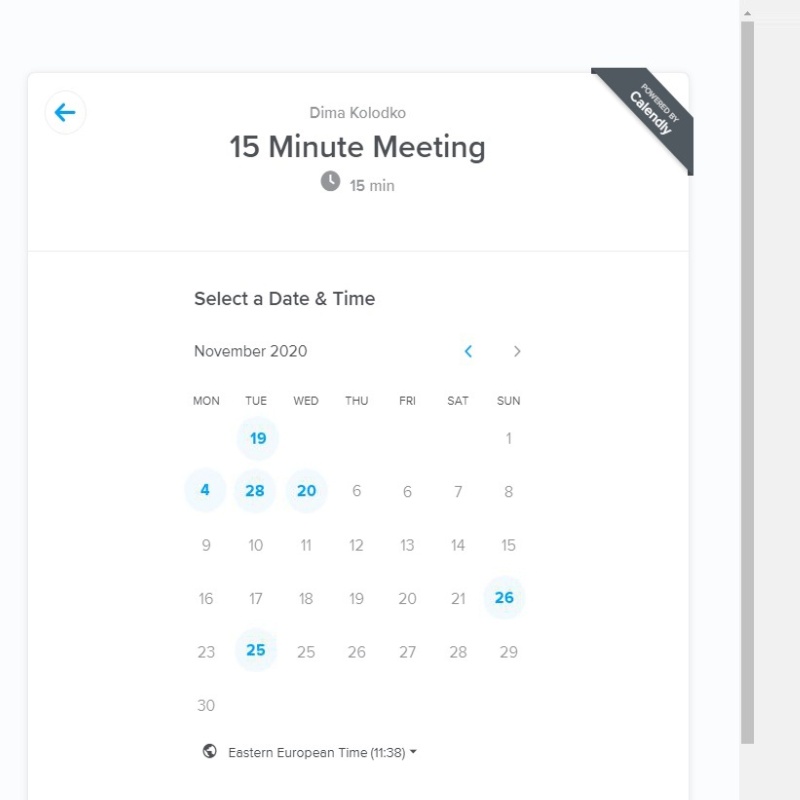 POWERED BY
Calendly
Dima Kolodko
15 Minute Meeting
15 min
Select a Date & Time
November 2020
MON TUE WED THU FRI SAT SUN
19 1
4 28 20 6 6 7 8
9 10 11 12 13 14 15
16 17 18 19 20 21 26
23 25 25 26 27 28 29
30
Eastern European Time (11:38)